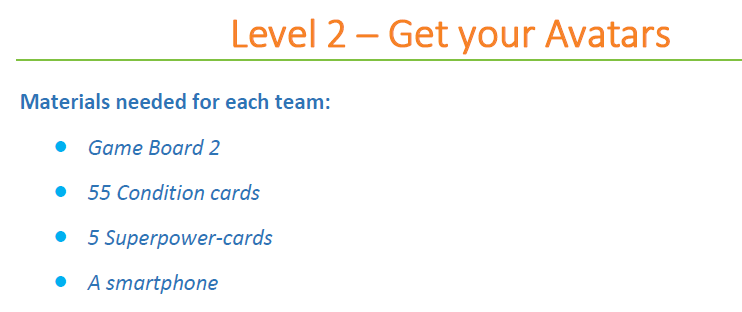 Level 2 – Get your Avatars
Materials needed for each team:
● Game Board 2
● 55 Condition cards
● 5 Superpower-cards
● A smartphone